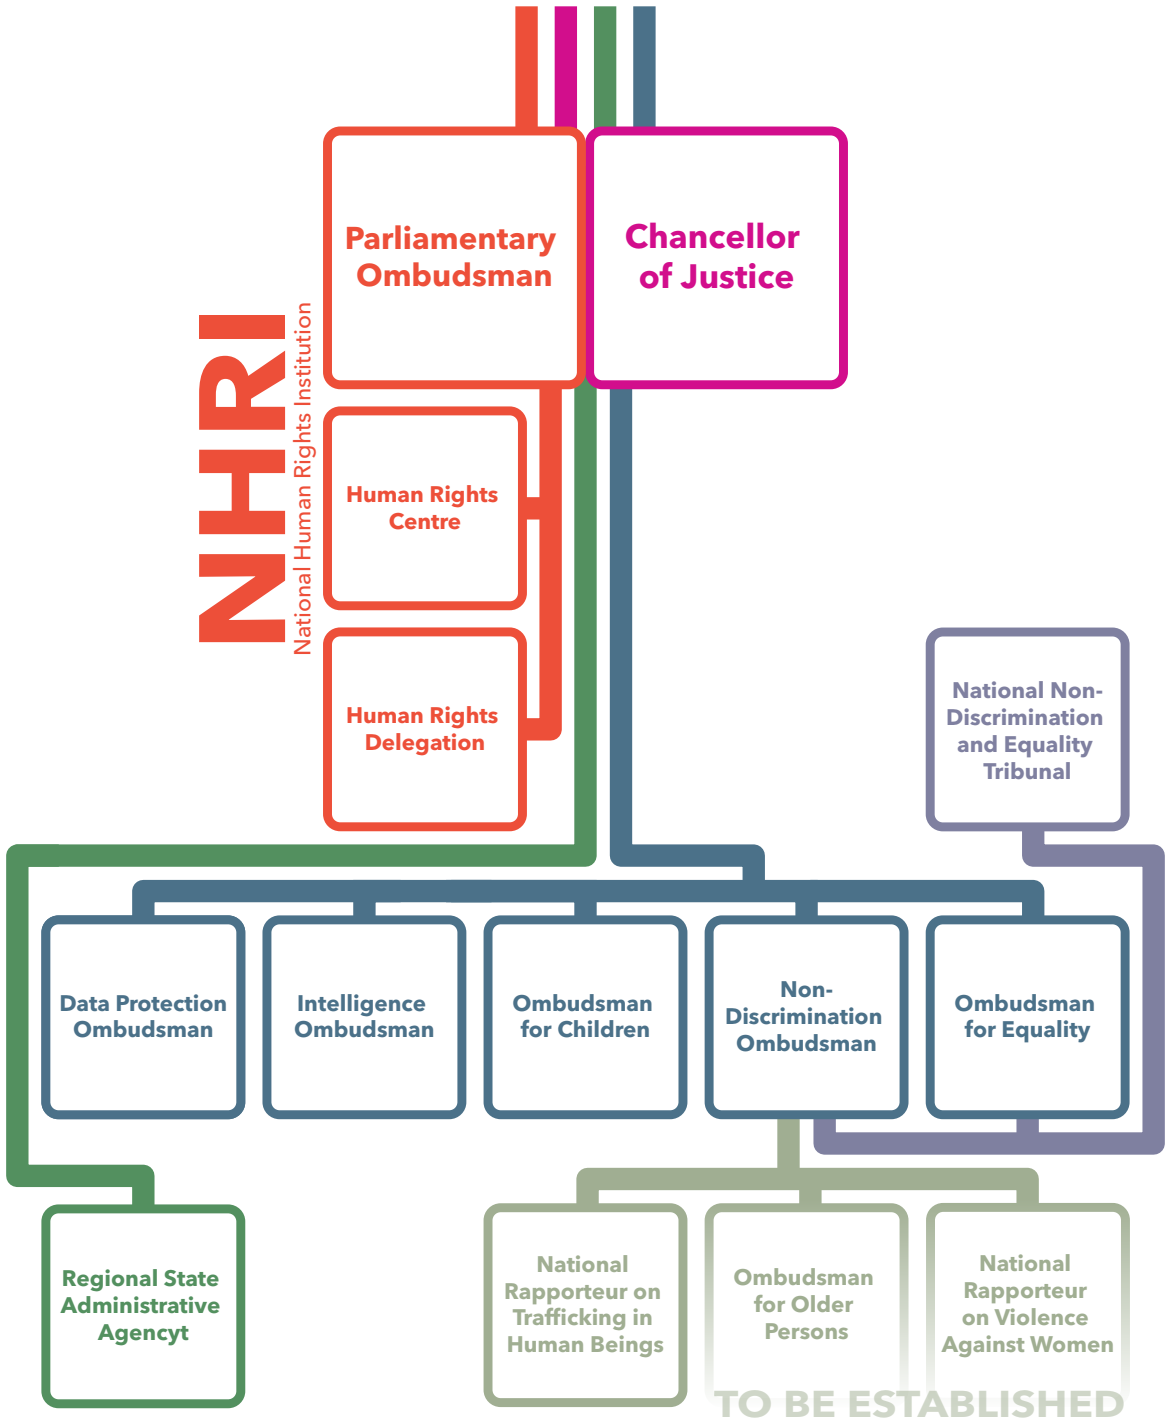 Parliamentary
Ombudsman
Chancellor
of Justice
NHRI
National Human Rights Institution
Human Rights
Centre
Human Rights
Delegation
National Non-
Discrimination
and Equality
Tribunal
Data Protection
Ombudsman
Intelligence
Ombudsman
Ombudsman
for Children
Non-
Discrimination
Ombudsman
Ombudsman
for Equality
Regional State
Administrative
Agencyt
National
Rapporteur on
Trafficking in
Human Beings
Ombudsman
for Older
Persons
National
Rapporteur
on Violence
Against Women
TO BE ESTABLISHED